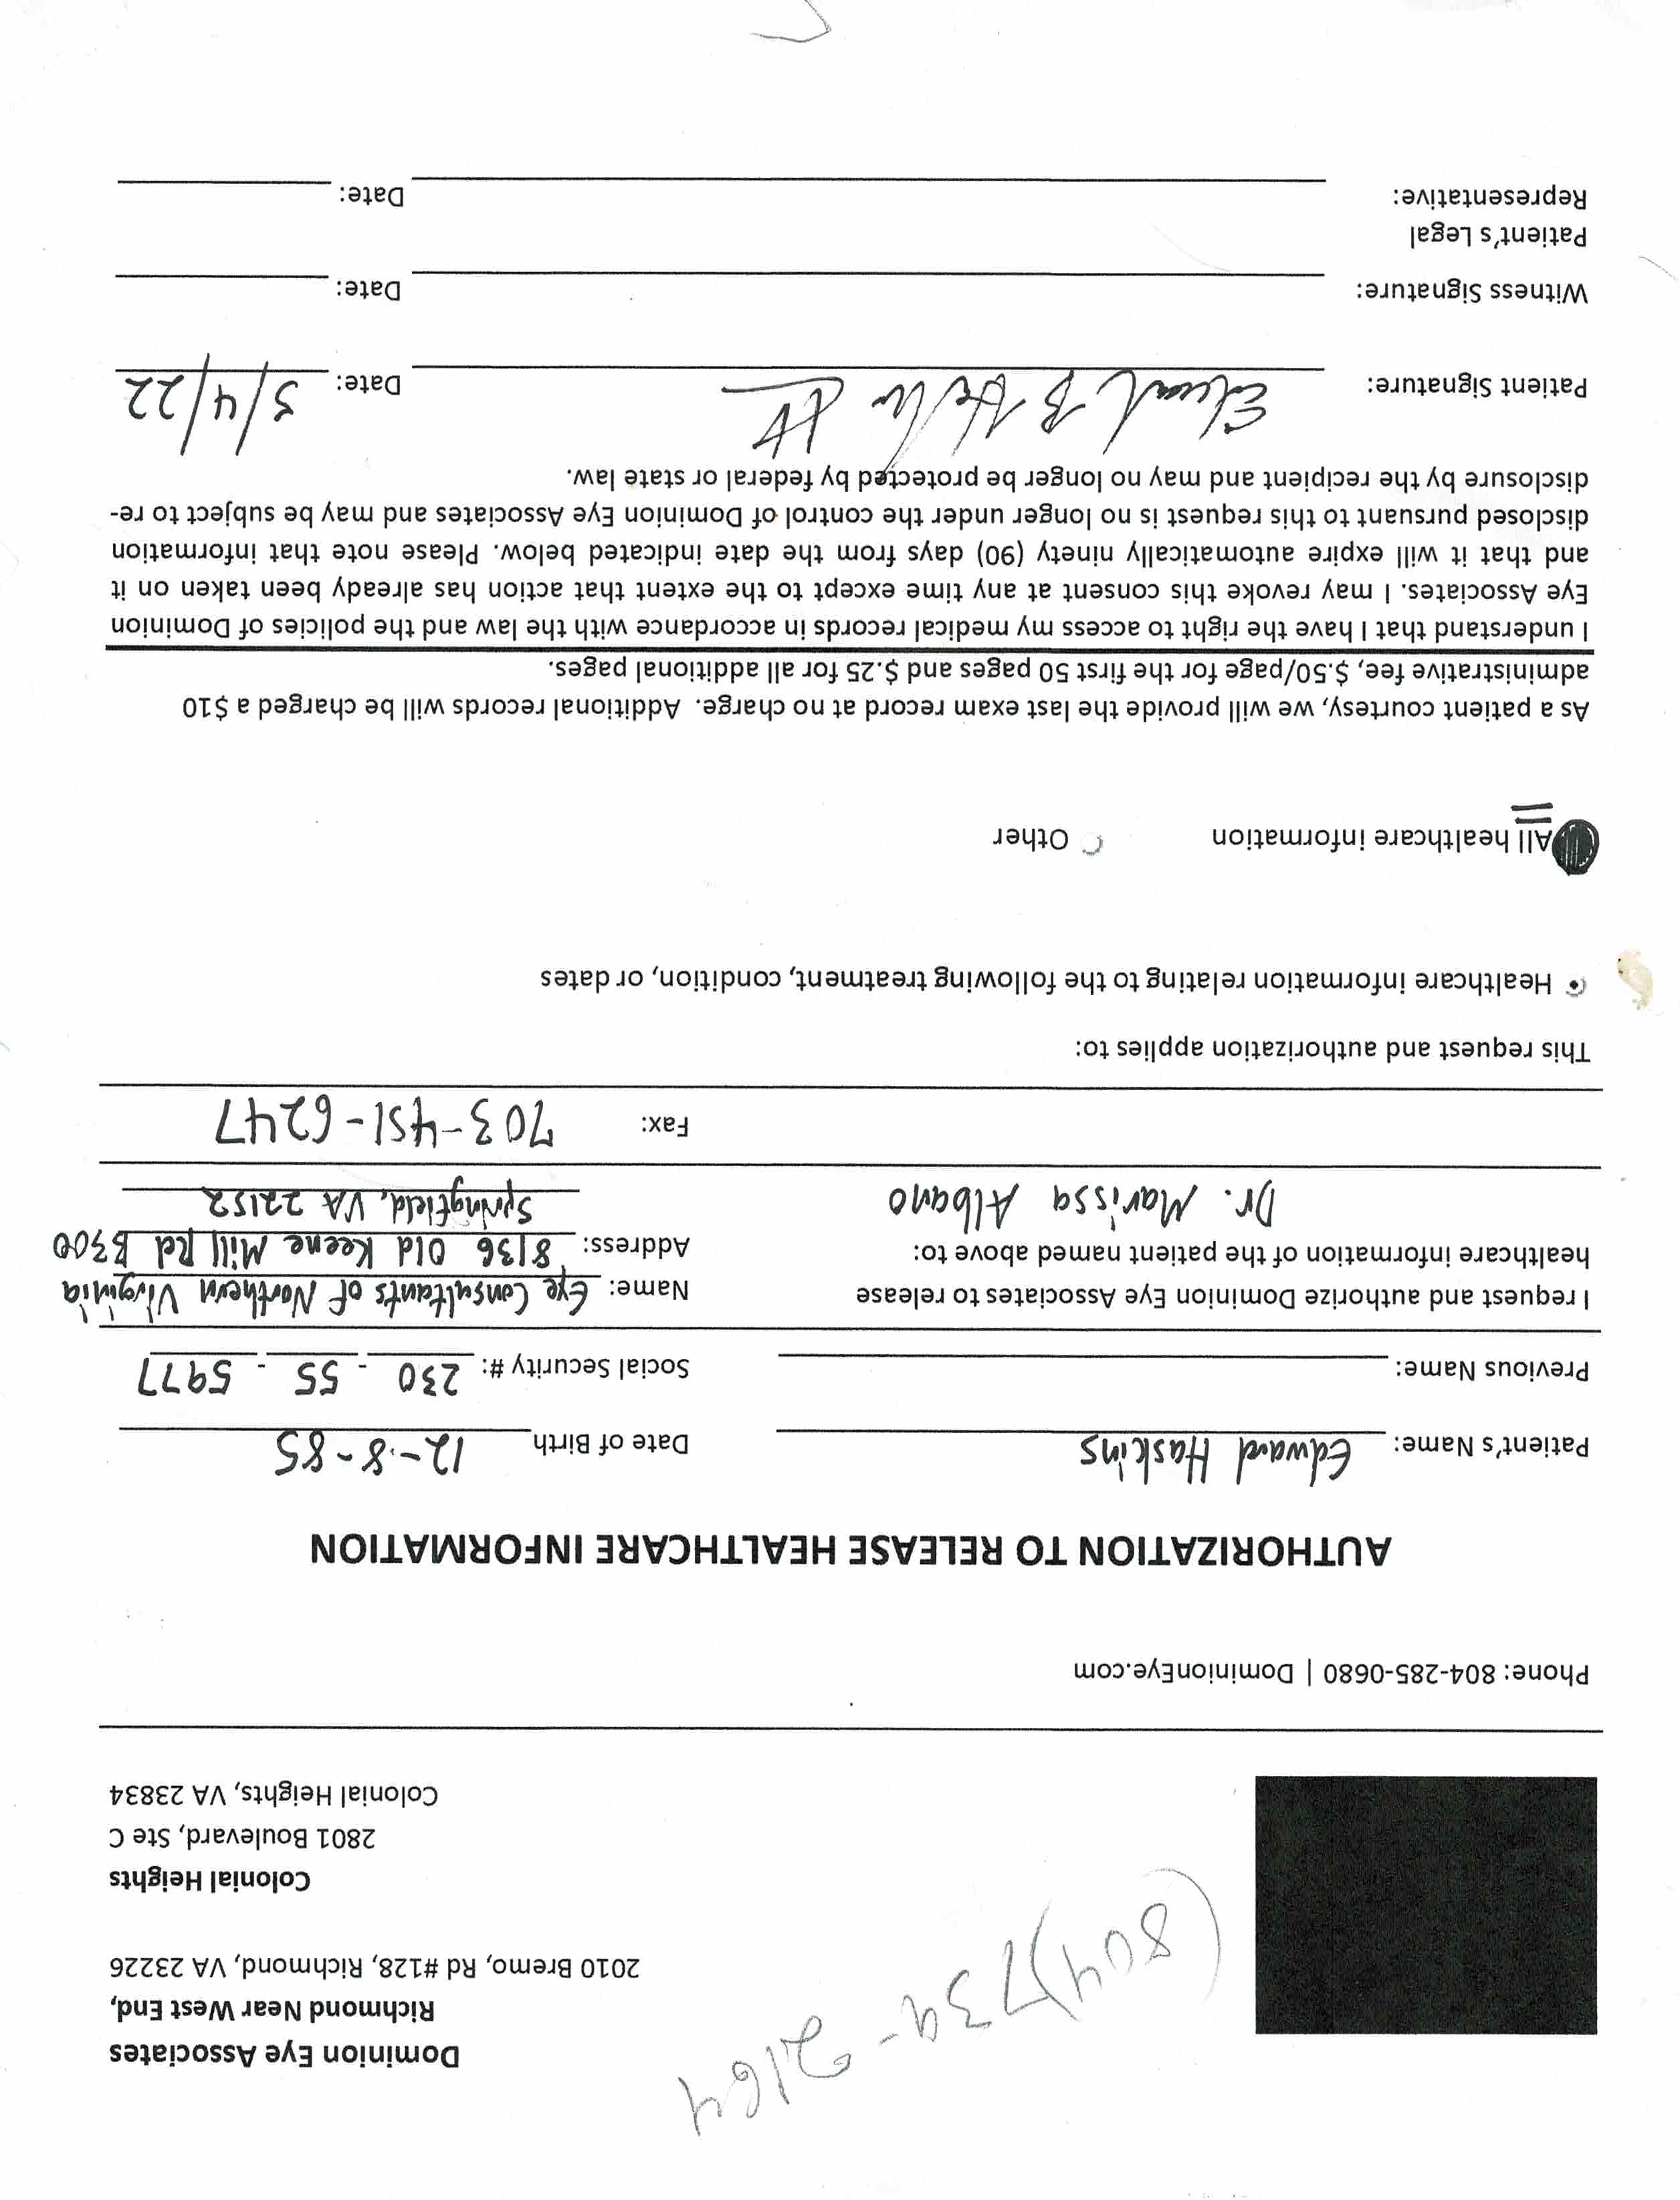 Dominion Eye Associates
Richmond Near West End,
2010 Bremo, Rd #128, Richmond, VA 23226
(804)739-2164
Colonial Heights
2801 Boulevard, Ste C
Colonial Heights, VA 23834
Phone: 804-285-0680 | DominionEye.com
AUTHORIZATION TO RELEASE HEALTHCARE INFORMATION
Patient's Name: Edward Haskins Date of Birth 12-8-85
Previous Name: Social Security #: 230 - 55 - 5977
I request and authorize Dominion Eye Associates to release Name: Eye Consultants of Northern Virginia
healthcare information of the patient named above to: Address: 8136 Old Keene Mill Rd B300
Dr. Marissa Albano Springfield, VA 22152
Fax: 703-451-6247
This request and authorization applies to:
Healthcare information relating to the following treatment, condition, or dates
All healthcare information Other
As a patient courtesy, we will provide the last exam record at no charge. Additional records will be charged a $10
administrative fee, $.50/page for the first 50 pages and $.25 for all additional pages.
I understand that I have the right to access my medical records in accordance with the law and the policies of Dominion
Eye Associates. I may revoke this consent at any time except to the extent that action has already been taken on it
and that it will expire automatically ninety (90) days from the date indicated below. Please note that information
disclosed pursuant to this request is no longer under the control of Dominion Eye Associates and may be subject to re-
disclosure by the recipient and may no longer be protected by federal or state law.
Patient Signature: Date: 5/4/22
Witness Signature: Date:
Patient's Legal
Representative: Date: